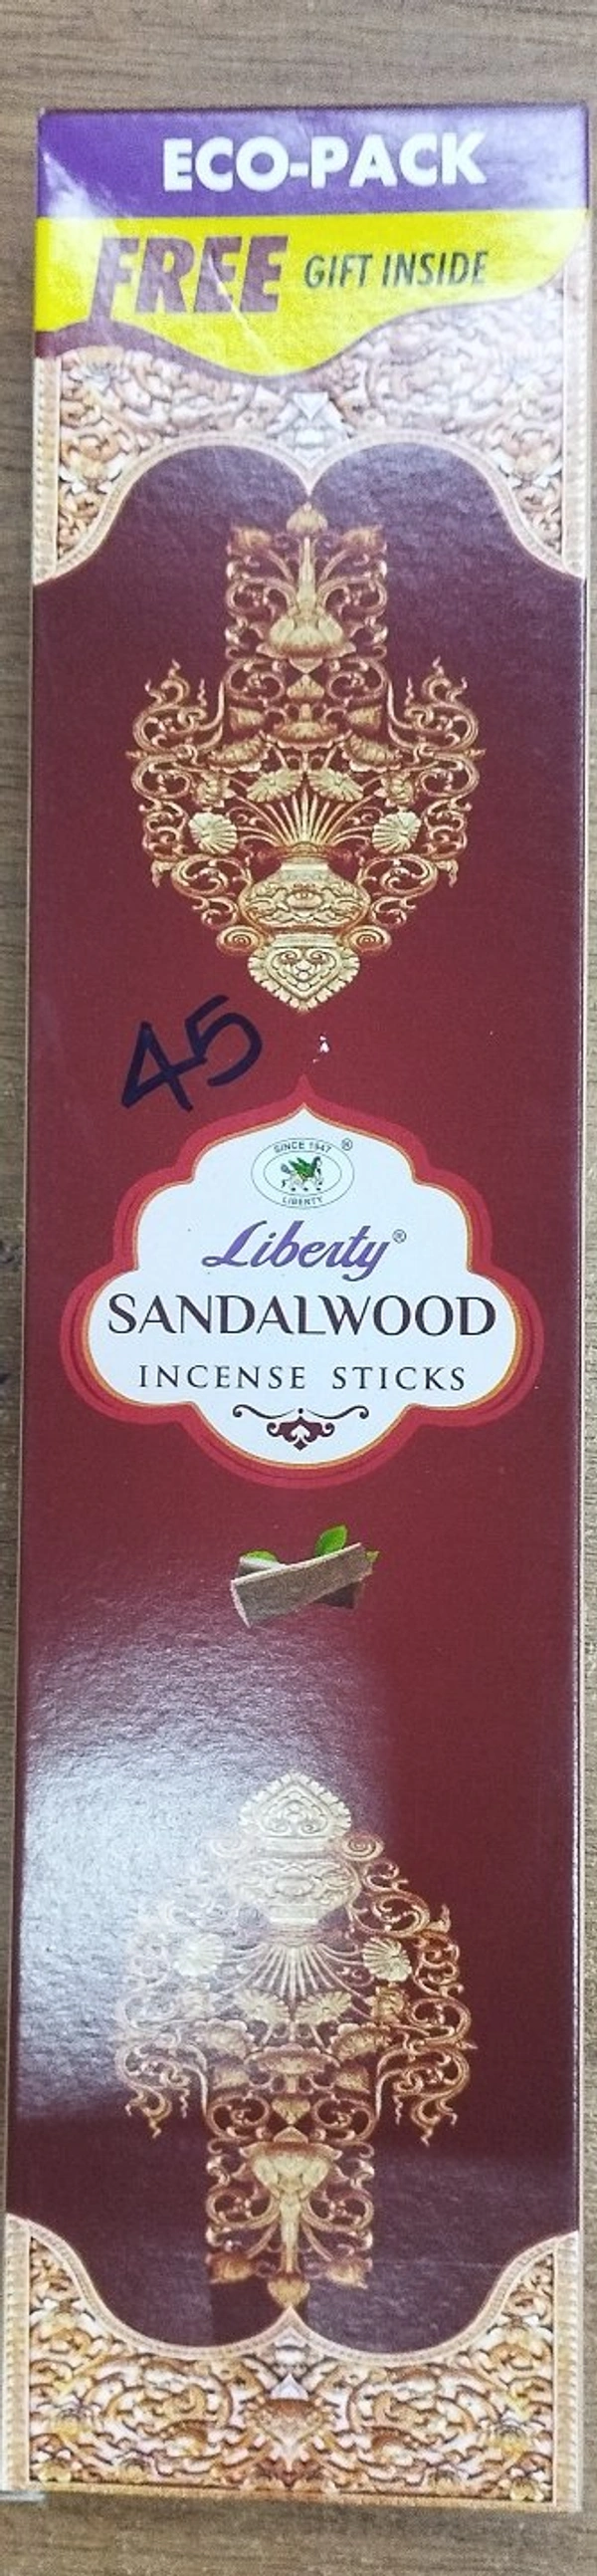 ECO-PACK
FREE GIFT INSIDE
45
SINCE 1947 ®
LIBERTY
Liberty®
SANDALWOOD
INCENSE STICKS